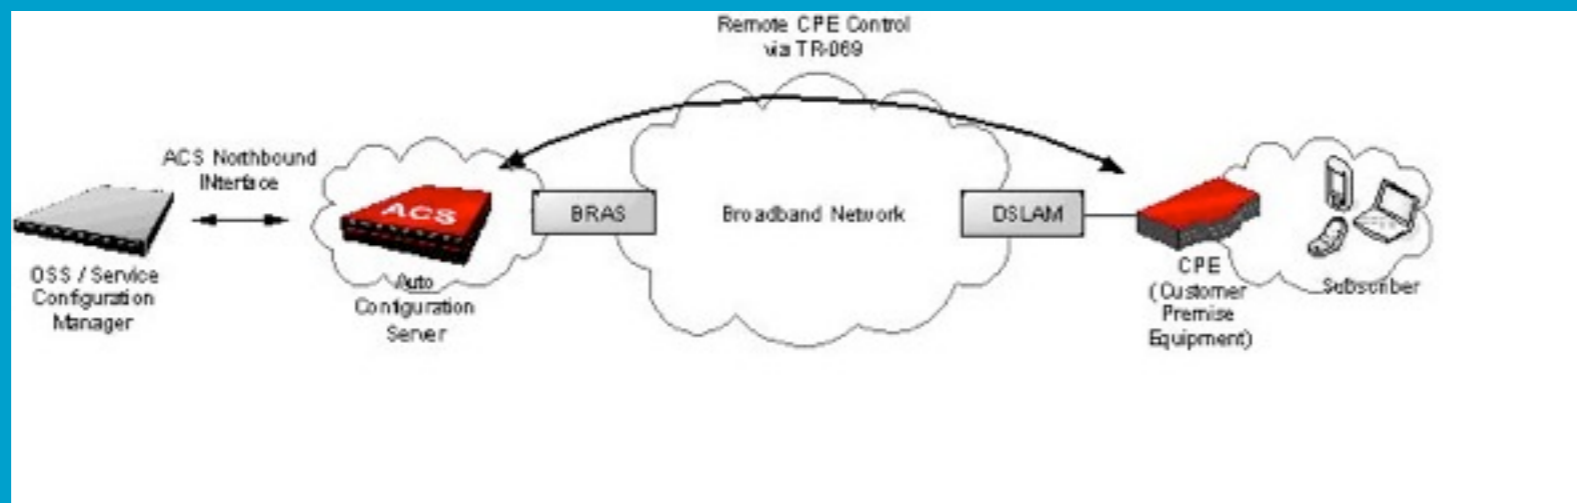 Remote CPE Control
via TR-069
ACS Northbound
INterface
ACS
BRAS
Broadband Network
DSLAM
OSS / Service
Configuration
Manager
Auto
Configuration
Server
CPE
(Customer
Premise
Equipment)
Subscriber